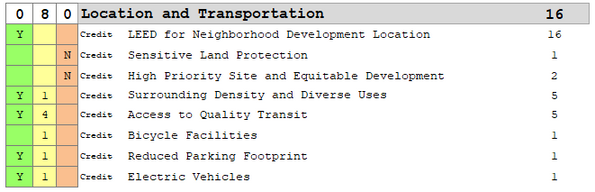 0 8 0 Location and Transportation 16
Y Credit LEED for Neighborhood Development Location 16
N Credit Sensitive Land Protection 1
N Credit High Priority Site and Equitable Development 2
Y 1 Credit Surrounding Density and Diverse Uses 5
Y 4 Credit Access to Quality Transit 5
1 Credit Bicycle Facilities 1
Y 1 Credit Reduced Parking Footprint 1
Y 1 Credit Electric Vehicles 1